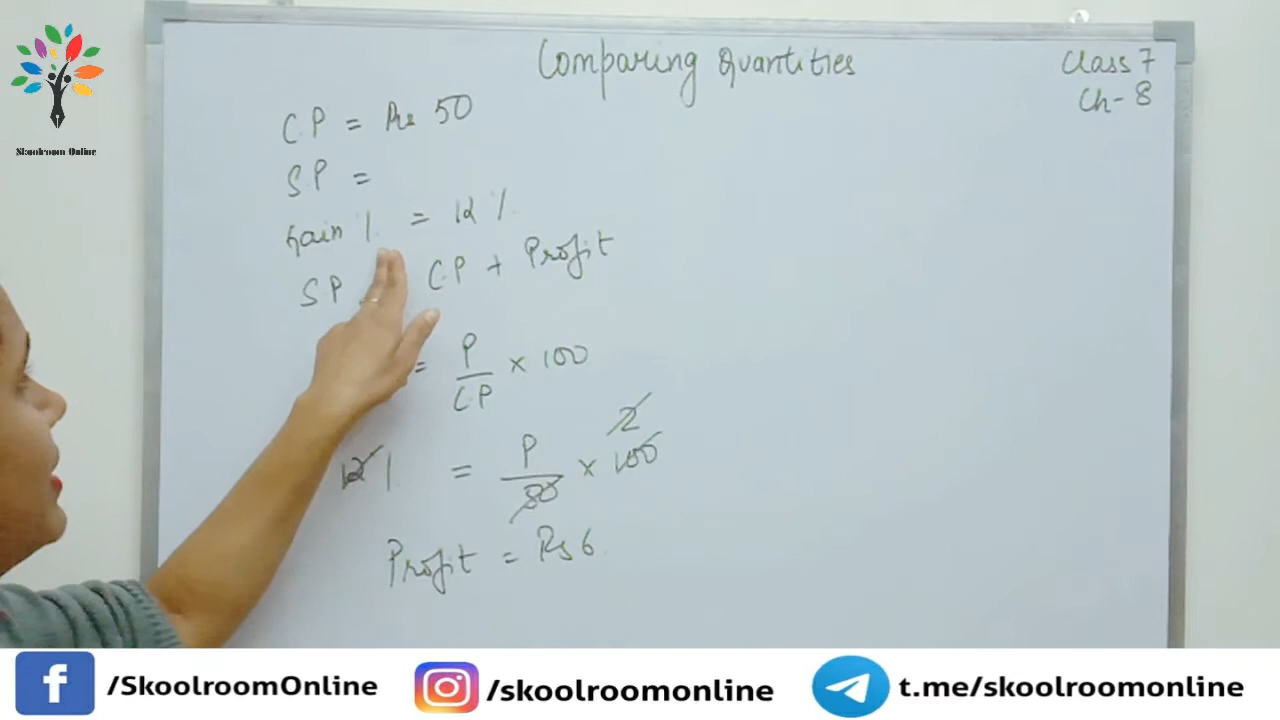 Comparing Quantities
Class 7
Ch- 8
Skoolroom Online
CP = Rs 50
SP =
Gain % = 12 %
SP CP + Profit
= P/CP × 100
2
12 % = P/50 × 100
Profit = Rs 6
f /SkoolroomOnline
/skoolroomonline
t.me/skoolroomonline